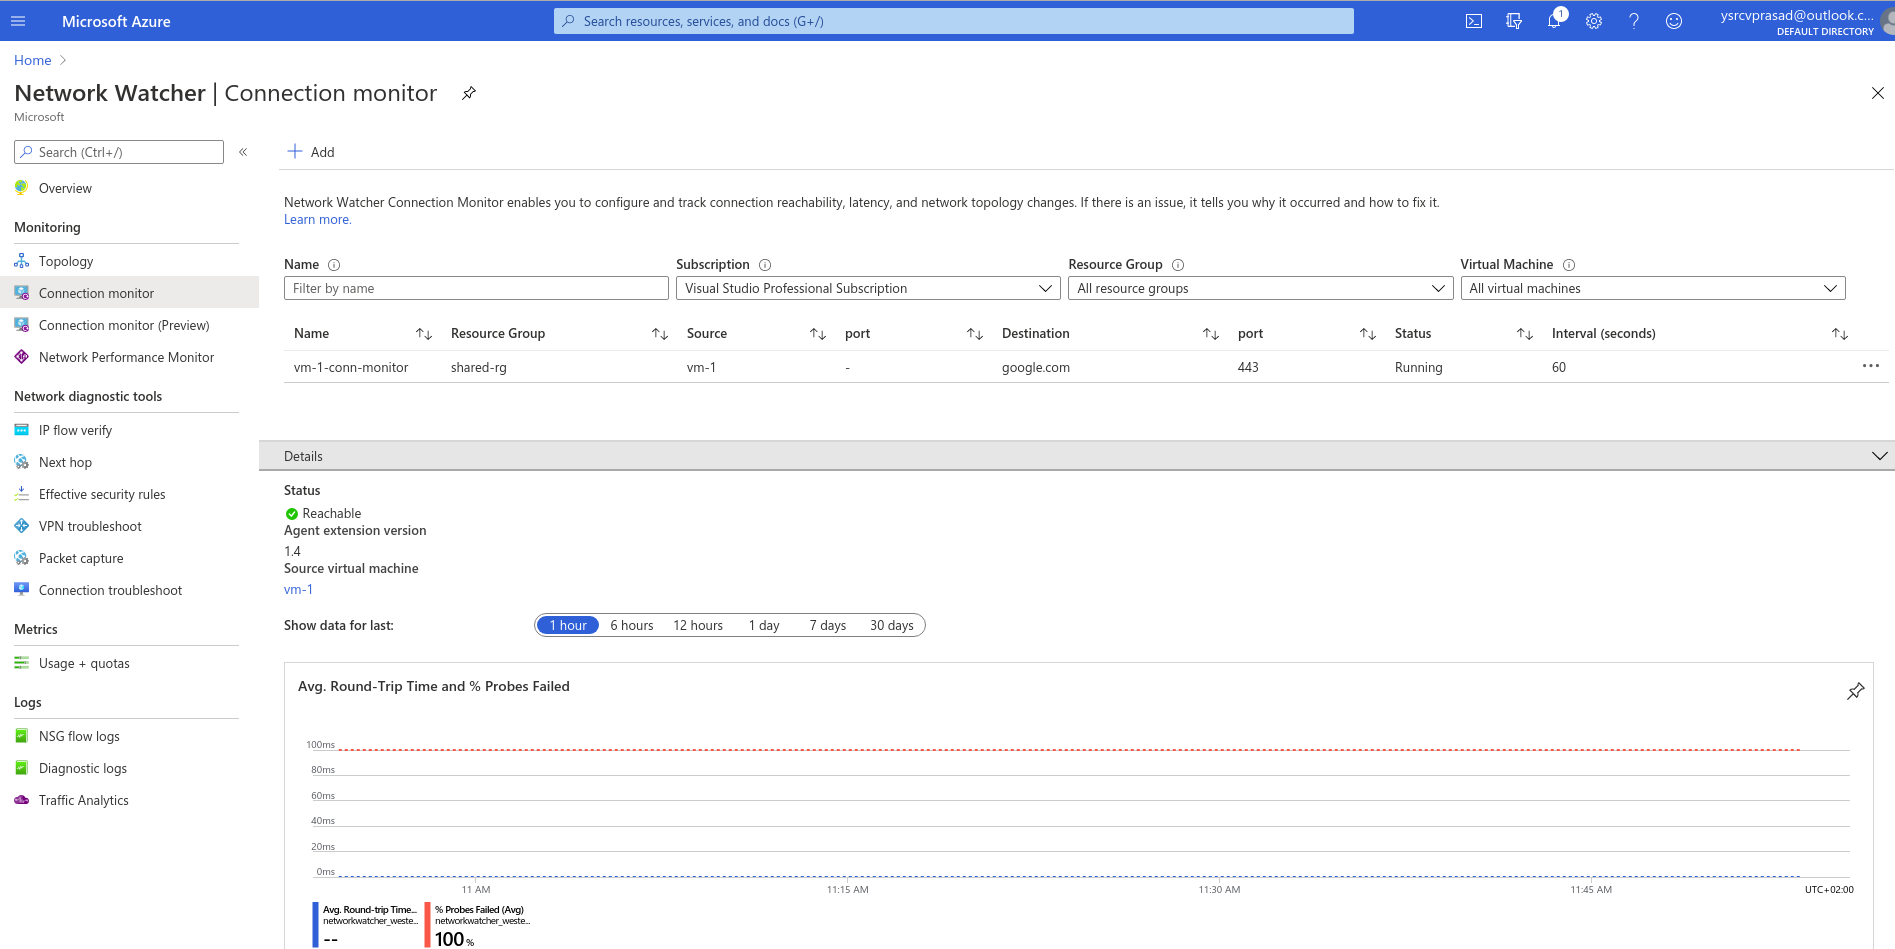 Microsoft Azure
Search resources, services, and docs (G+/)
1
ysrcvprasad@outlook.c...
DEFAULT DIRECTORY
Home
Network Watcher | Connection monitor
Microsoft
Search (Ctrl+/)
«
Overview
Monitoring
Topology
Connection monitor
Connection monitor (Preview)
Network Performance Monitor
Network diagnostic tools
IP flow verify
Next hop
Effective security rules
VPN troubleshoot
Packet capture
Connection troubleshoot
Metrics
Usage + quotas
Logs
NSG flow logs
Diagnostic logs
Traffic Analytics
Add
Network Watcher Connection Monitor enables you to configure and track connection reachability, latency, and network topology changes. If there is an issue, it tells you why it occurred and how to fix it.
Learn more.
Name Subscription Resource Group Virtual Machine
Filter by name Visual Studio Professional Subscription All resource groups All virtual machines
Name Resource Group Source port Destination port Status Interval (seconds)
vm-1-conn-monitor shared-rg vm-1 - google.com 443 Running 60
Details
Status
Reachable
Agent extension version
1.4
Source virtual machine
vm-1
Show data for last: 1 hour 6 hours 12 hours 1 day 7 days 30 days
Avg. Round-Trip Time and % Probes Failed
100ms
80ms
60ms
40ms
20ms
0ms
11 AM 11:15 AM 11:30 AM 11:45 AM UTC+02:00
Avg. Round-trip Time... % Probes Failed (Avg)
networkwatcher_weste... networkwatcher_weste...
-- 100 %